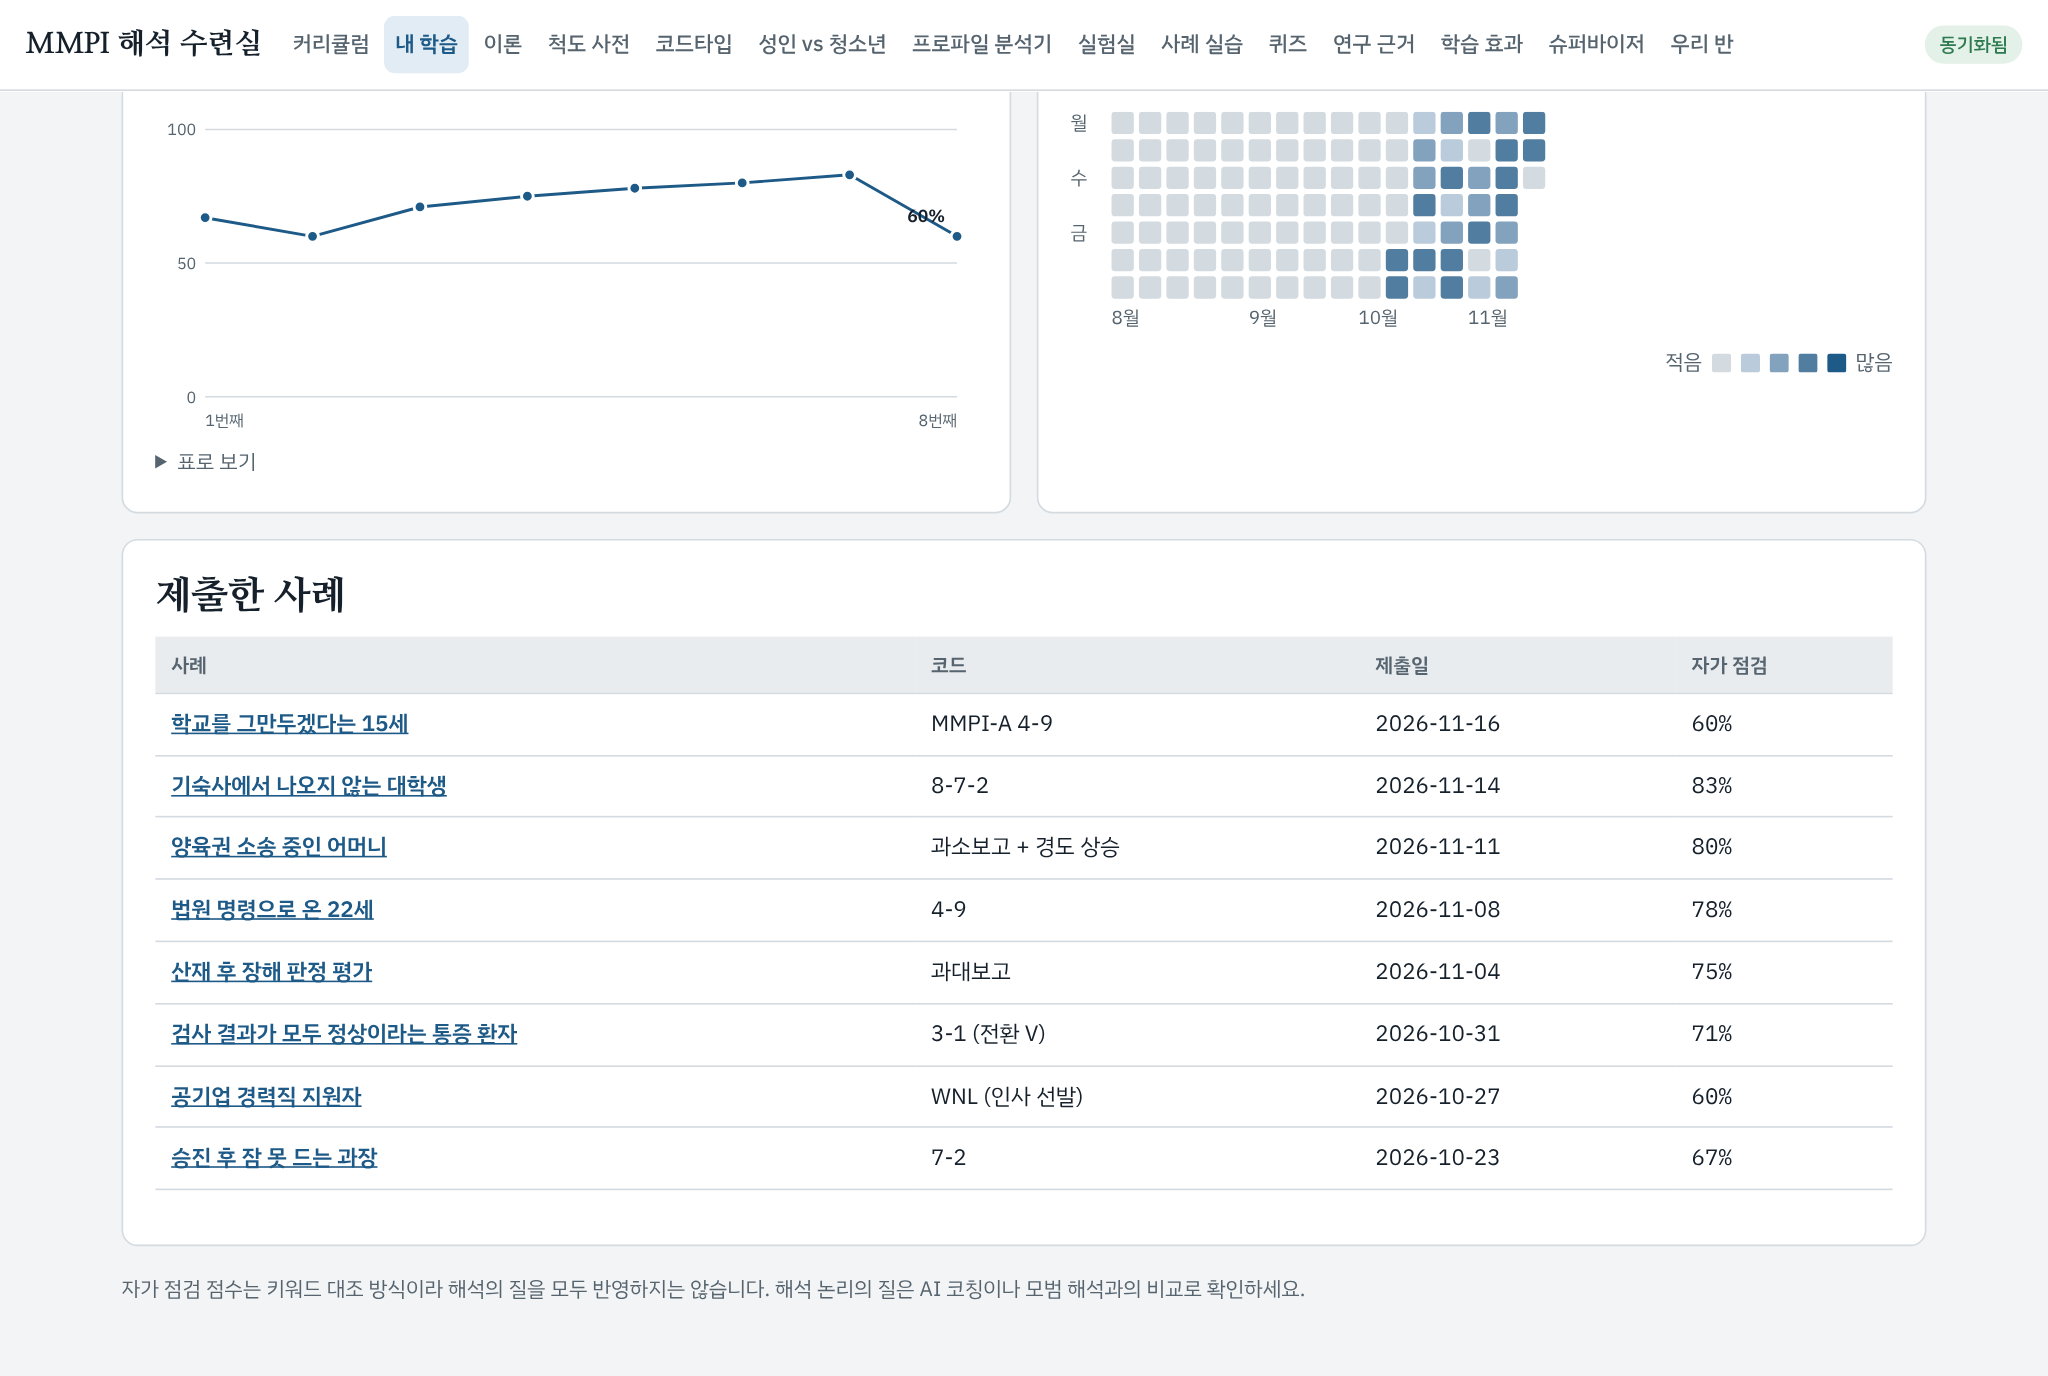 MMPI 해석 수련실 커리큘럼 내 학습 이론 척도 사전 코드타입 성인 vs 청소년 프로파일 분석기 실험실 사례 실습 퀴즈 연구 근거 학습 효과 슈퍼바이저 우리 반 동기화됨
100
50
0
60%
1번째 8번째
▶ 표로 보기
월
수
금
8월 9월 10월 11월
적음 많음
제출한 사례
사례 코드 제출일 자가 점검
학교를 그만두겠다는 15세 MMPI-A 4-9 2026-11-16 60%
기숙사에서 나오지 않는 대학생 8-7-2 2026-11-14 83%
양육권 소송 중인 어머니 과소보고 + 경도 상승 2026-11-11 80%
법원 명령으로 온 22세 4-9 2026-11-08 78%
산재 후 장해 판정 평가 과대보고 2026-11-04 75%
검사 결과가 모두 정상이라는 통증 환자 3-1 (전환 V) 2026-10-31 71%
공기업 경력직 지원자 WNL (인사 선발) 2026-10-27 60%
승진 후 잠 못 드는 과장 7-2 2026-10-23 67%
자가 점검 점수는 키워드 대조 방식이라 해석의 질을 모두 반영하지는 않습니다. 해석 논리의 질은 AI 코칭이나 모범 해석과의 비교로 확인하세요.